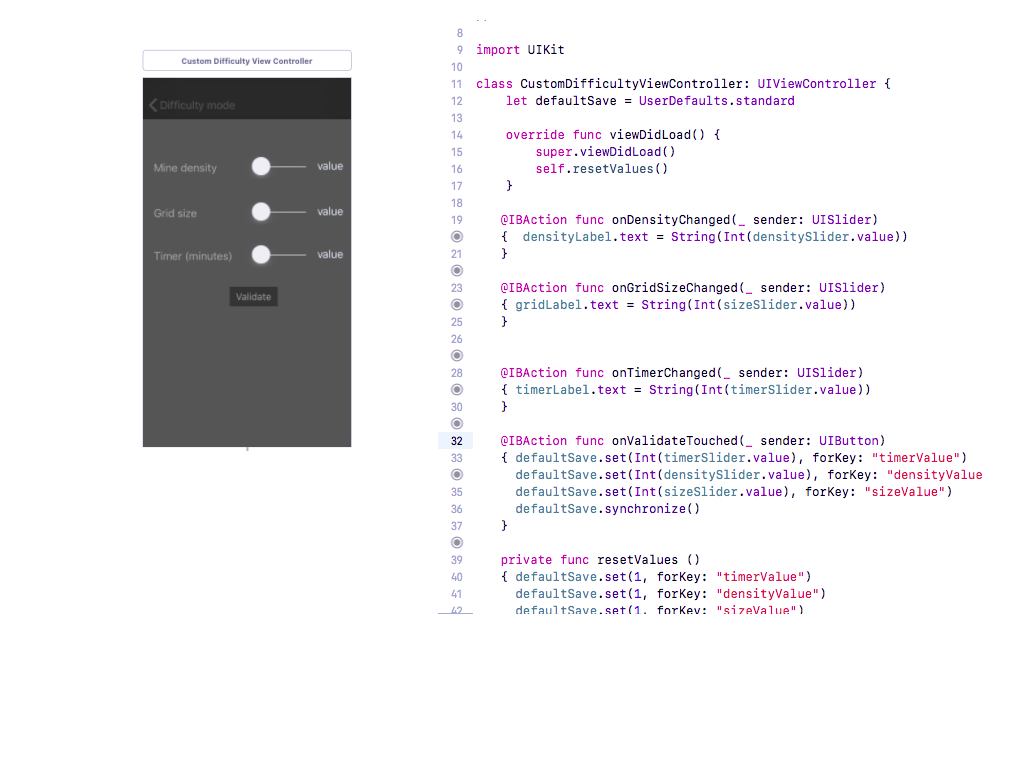 Custom Difficulty View Controller
Difficulty mode
Mine density value
Grid size value
Timer (minutes) value
Validate
8
9 import UIKit
10
11 class CustomDifficultyViewController: UIViewController {
12 let defaultSave = UserDefaults.standard
13
14 override func viewDidLoad() {
15 super.viewDidLoad()
16 self.resetValues()
17 }
18
19 @IBAction func onDensityChanged(_ sender: UISlider)
{ densityLabel.text = String(Int(densitySlider.value))
21 }
23 @IBAction func onGridSizeChanged(_ sender: UISlider)
{ gridLabel.text = String(Int(sizeSlider.value))
25 }
26
28 @IBAction func onTimerChanged(_ sender: UISlider)
{ timerLabel.text = String(Int(timerSlider.value))
30 }
32 @IBAction func onValidateTouched(_ sender: UIButton)
33 { defaultSave.set(Int(timerSlider.value), forKey: "timerValue")
defaultSave.set(Int(densitySlider.value), forKey: "densityValue
35 defaultSave.set(Int(sizeSlider.value), forKey: "sizeValue")
36 defaultSave.synchronize()
37 }
39 private func resetValues ()
40 { defaultSave.set(1, forKey: "timerValue")
41 defaultSave.set(1, forKey: "densityValue")
42 defaultSave.set(1, forKey: "sizeValue")